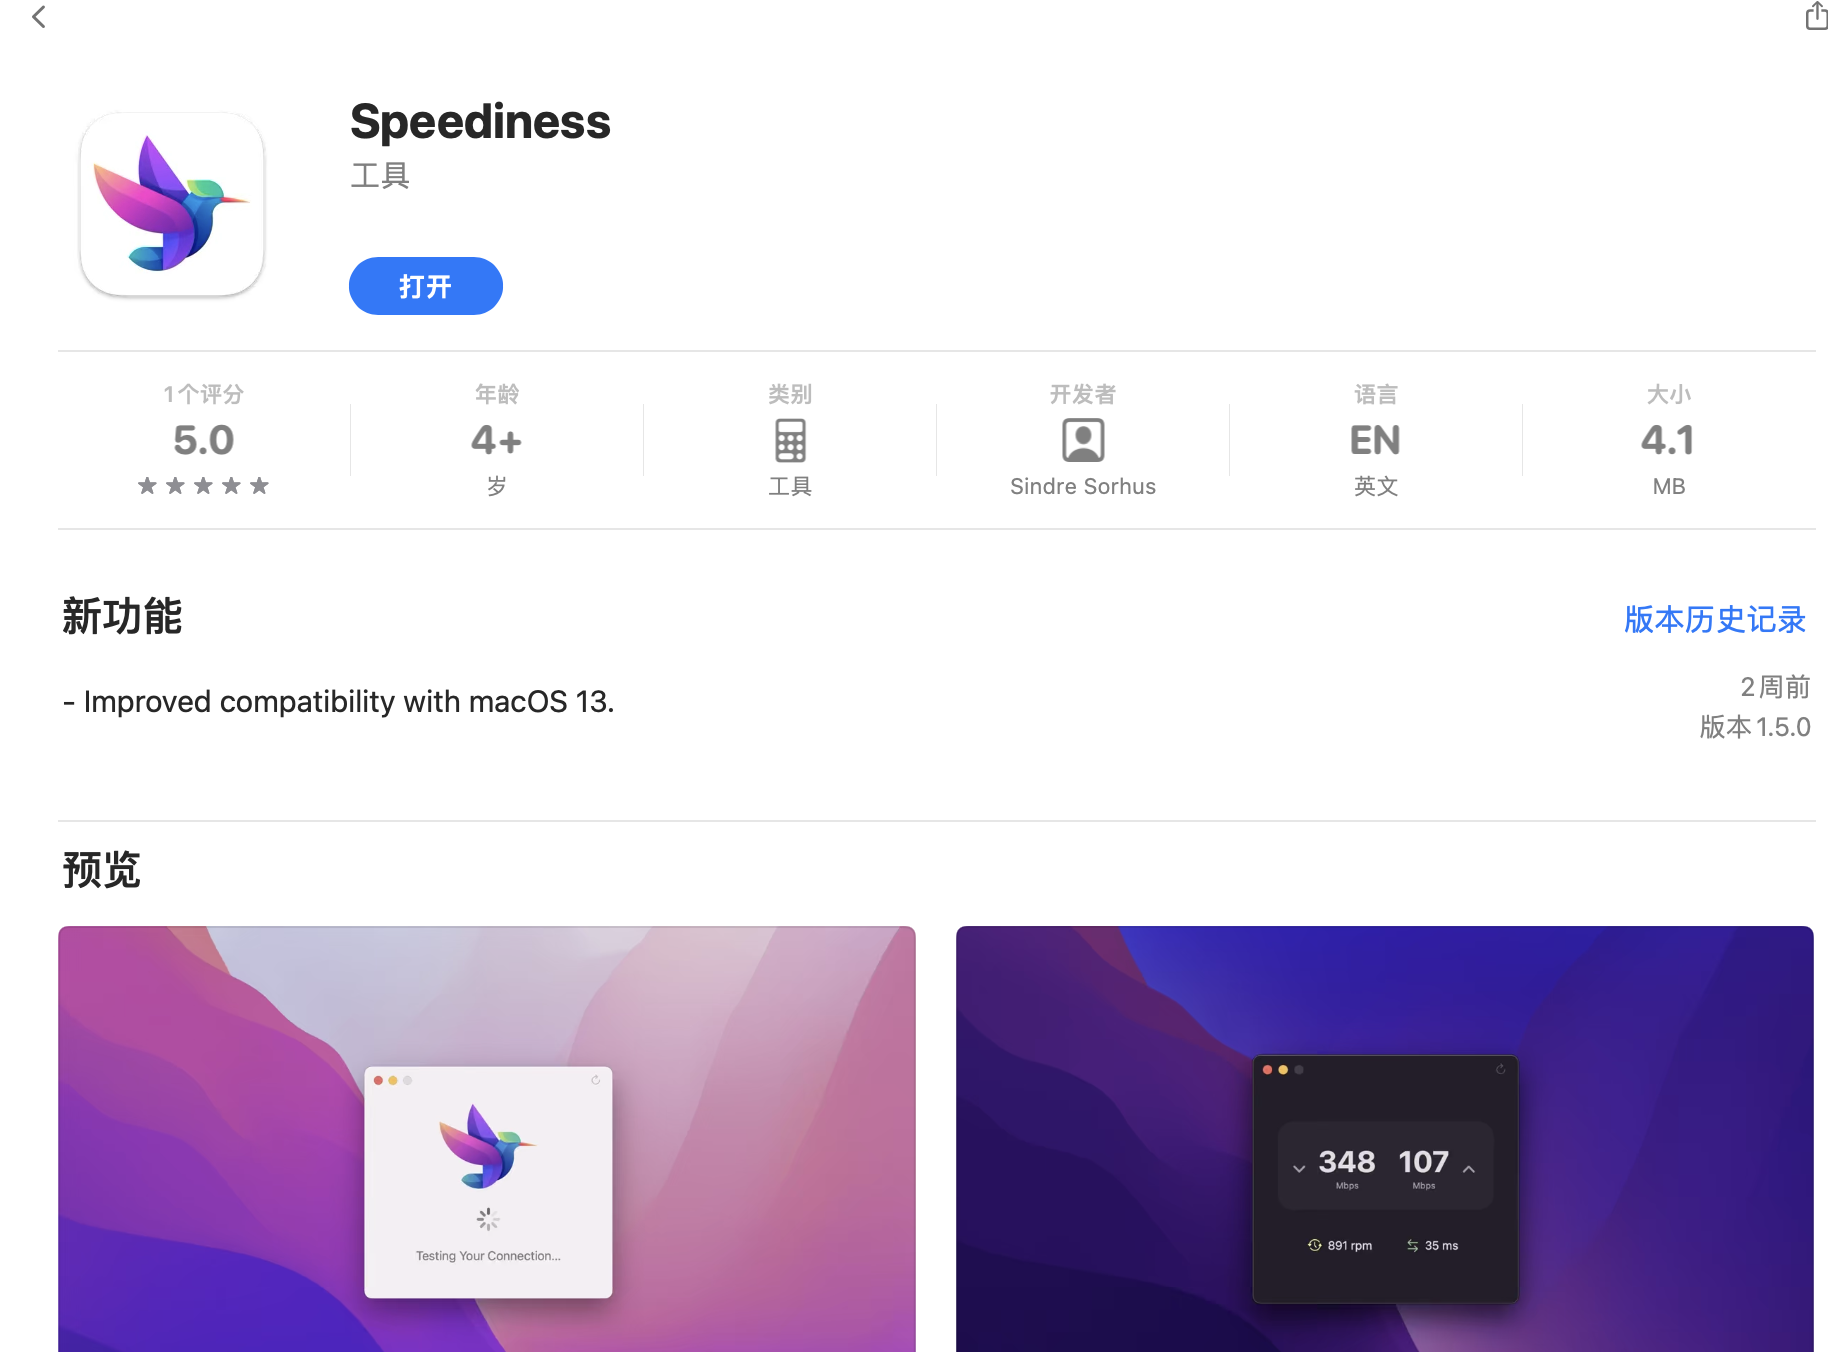 Speediness
工具
打开
1个评分
5.0
年龄
4+
岁
类别
工具
开发者
Sindre Sorhus
语言
EN
英文
大小
4.1
MB
新功能
版本历史记录
- Improved compatibility with macOS 13.
2周前
版本 1.5.0
预览
Testing Your Connection...
348 107
Mbps Mbps
891 rpm 35 ms